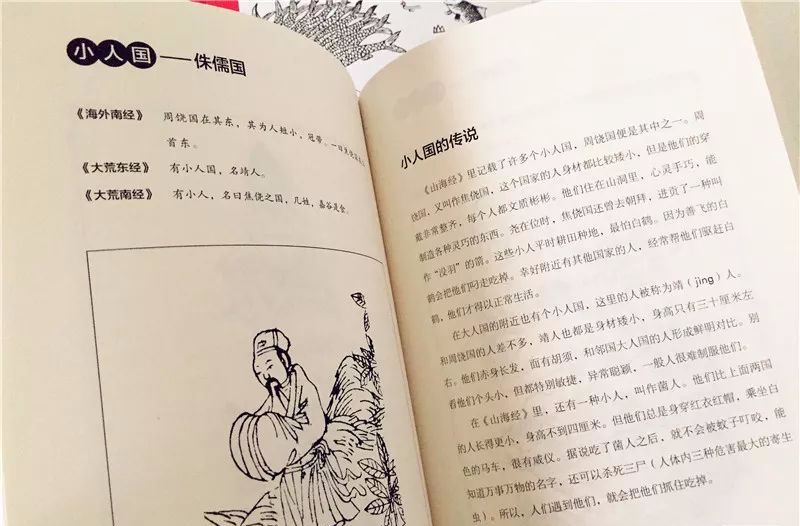 小人国——侏儒国
《海外南经》 周饶国在其东，其为人短小，冠带。一曰焦侥国在三
首东。
《大荒东经》 有小人国，名靖人。
《大荒南经》 有小人，名曰焦侥之国，几姓，嘉谷是食。
小人国的传说
《山海经》里记载了许多个小人国，周饶国便是其中之一。周
饶国，又叫作焦侥国，这个国家的人身材都比较矮小，但是他们的穿
戴非常整齐，每个人都文质彬彬。他们住在山洞里，心灵手巧，能
制造各种灵巧的东西。尧在位时，焦侥国还曾去朝拜，进贡了一种叫
作“没羽”的箭。这些小人平时耕田种地，最怕白鹤。因为善飞的白
鹤会把他们叼走吃掉。幸好附近有其他国家的人，经常帮他们驱赶白
鹤，他们才得以正常生活。
在大人国的附近也有个小人国，这里的人被称为靖（jìng）人。
和周饶国的人差不多，靖人也都是身材矮小，身高只有三十厘米左
右。他们赤身长发，面有胡须，和邻国大人国的人形成鲜明对比。别
看他们个头小，但都特别敏捷，异常聪颖，一般人很难制服他们。
在《山海经》里，还有一种小人，叫作菌人。他们比上面两国
的人长得更小，身高不到四厘米。但他们总是身穿红衣红帽，乘坐白
色的马车，很有威仪。据说吃了菌人之后，就不会被蚊子叮咬，能
知道万事万物的名字，还可以杀死三尸（人体内三种危害最大的寄生
虫）。所以，人们遇到他们，就会把他们抓住吃掉。